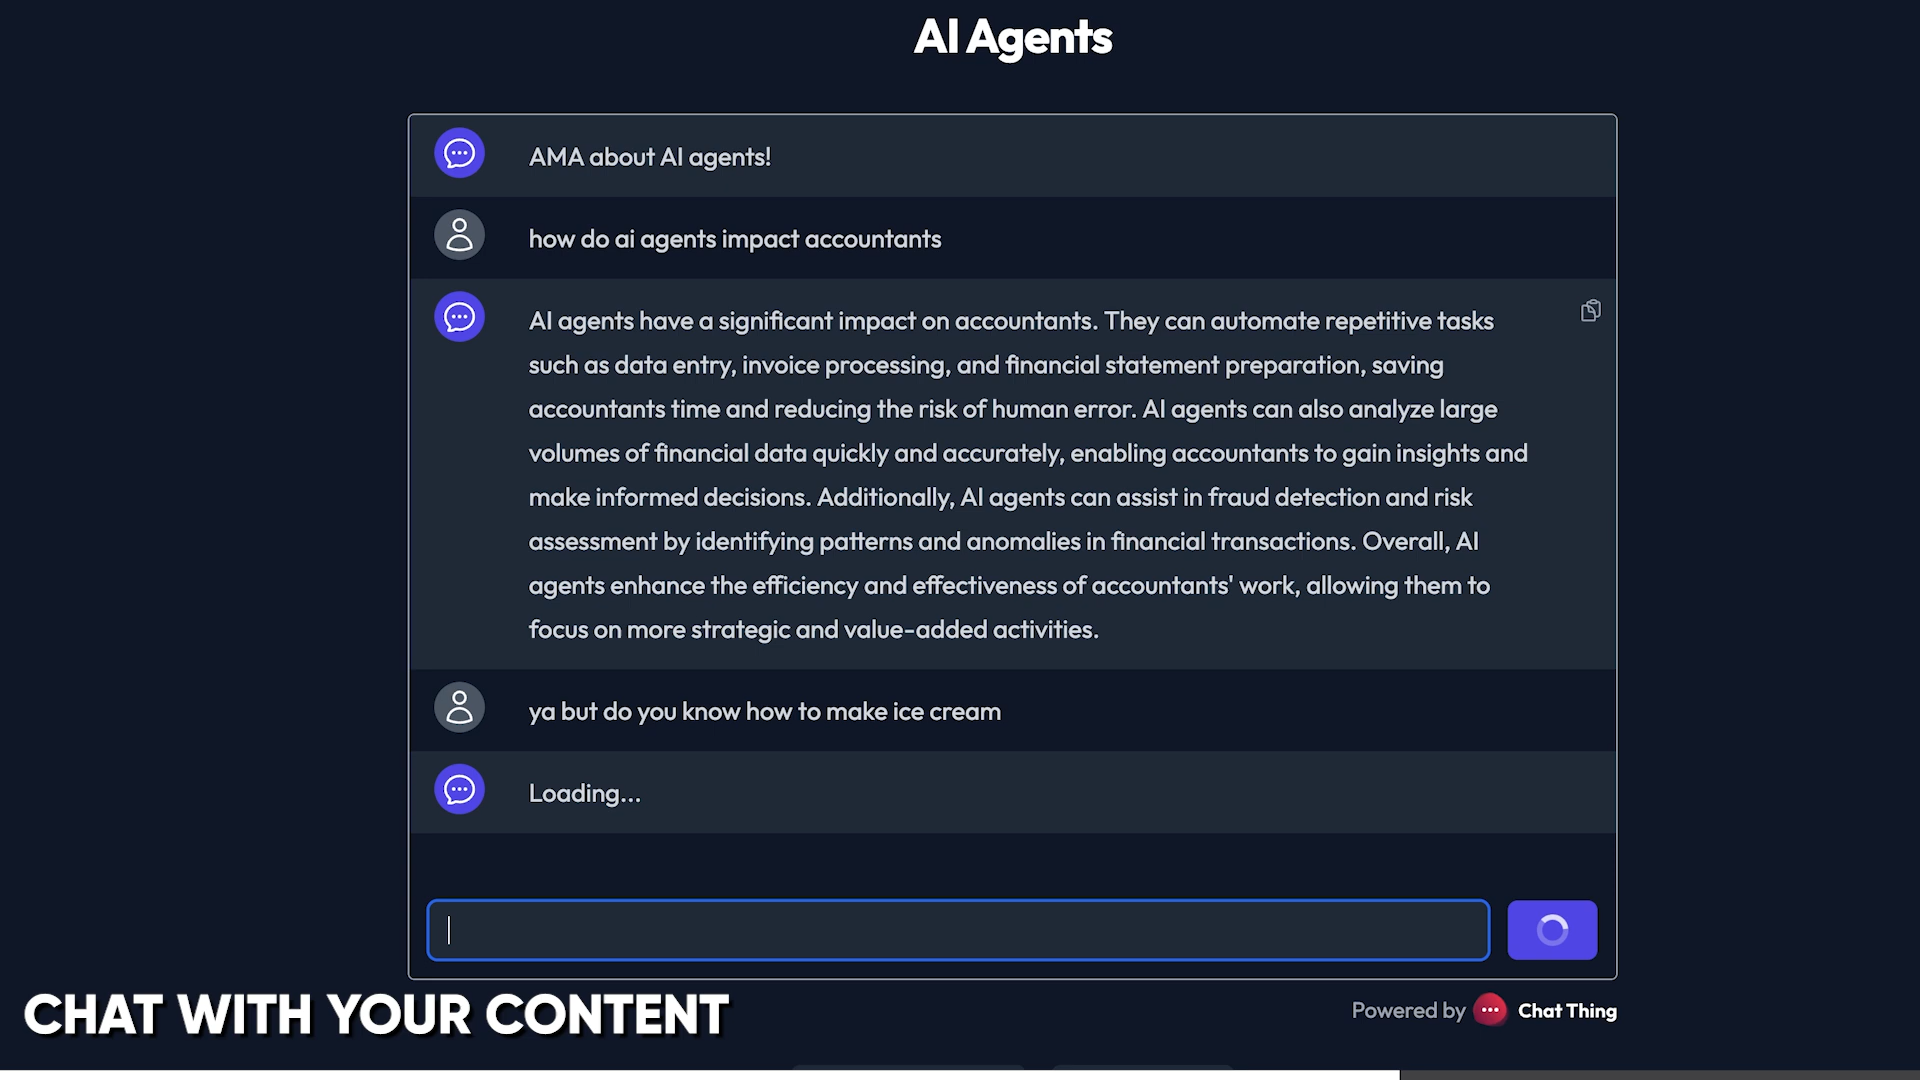 AI Agents
AMA about AI agents!
how do ai agents impact accountants
AI agents have a significant impact on accountants. They can automate repetitive tasks
such as data entry, invoice processing, and financial statement preparation, saving
accountants time and reducing the risk of human error. AI agents can also analyze large
volumes of financial data quickly and accurately, enabling accountants to gain insights and
make informed decisions. Additionally, AI agents can assist in fraud detection and risk
assessment by identifying patterns and anomalies in financial transactions. Overall, AI
agents enhance the efficiency and effectiveness of accountants' work, allowing them to
focus on more strategic and value-added activities.
ya but do you know how to make ice cream
Loading...
CHAT WITH YOUR CONTENT
Powered by Chat Thing